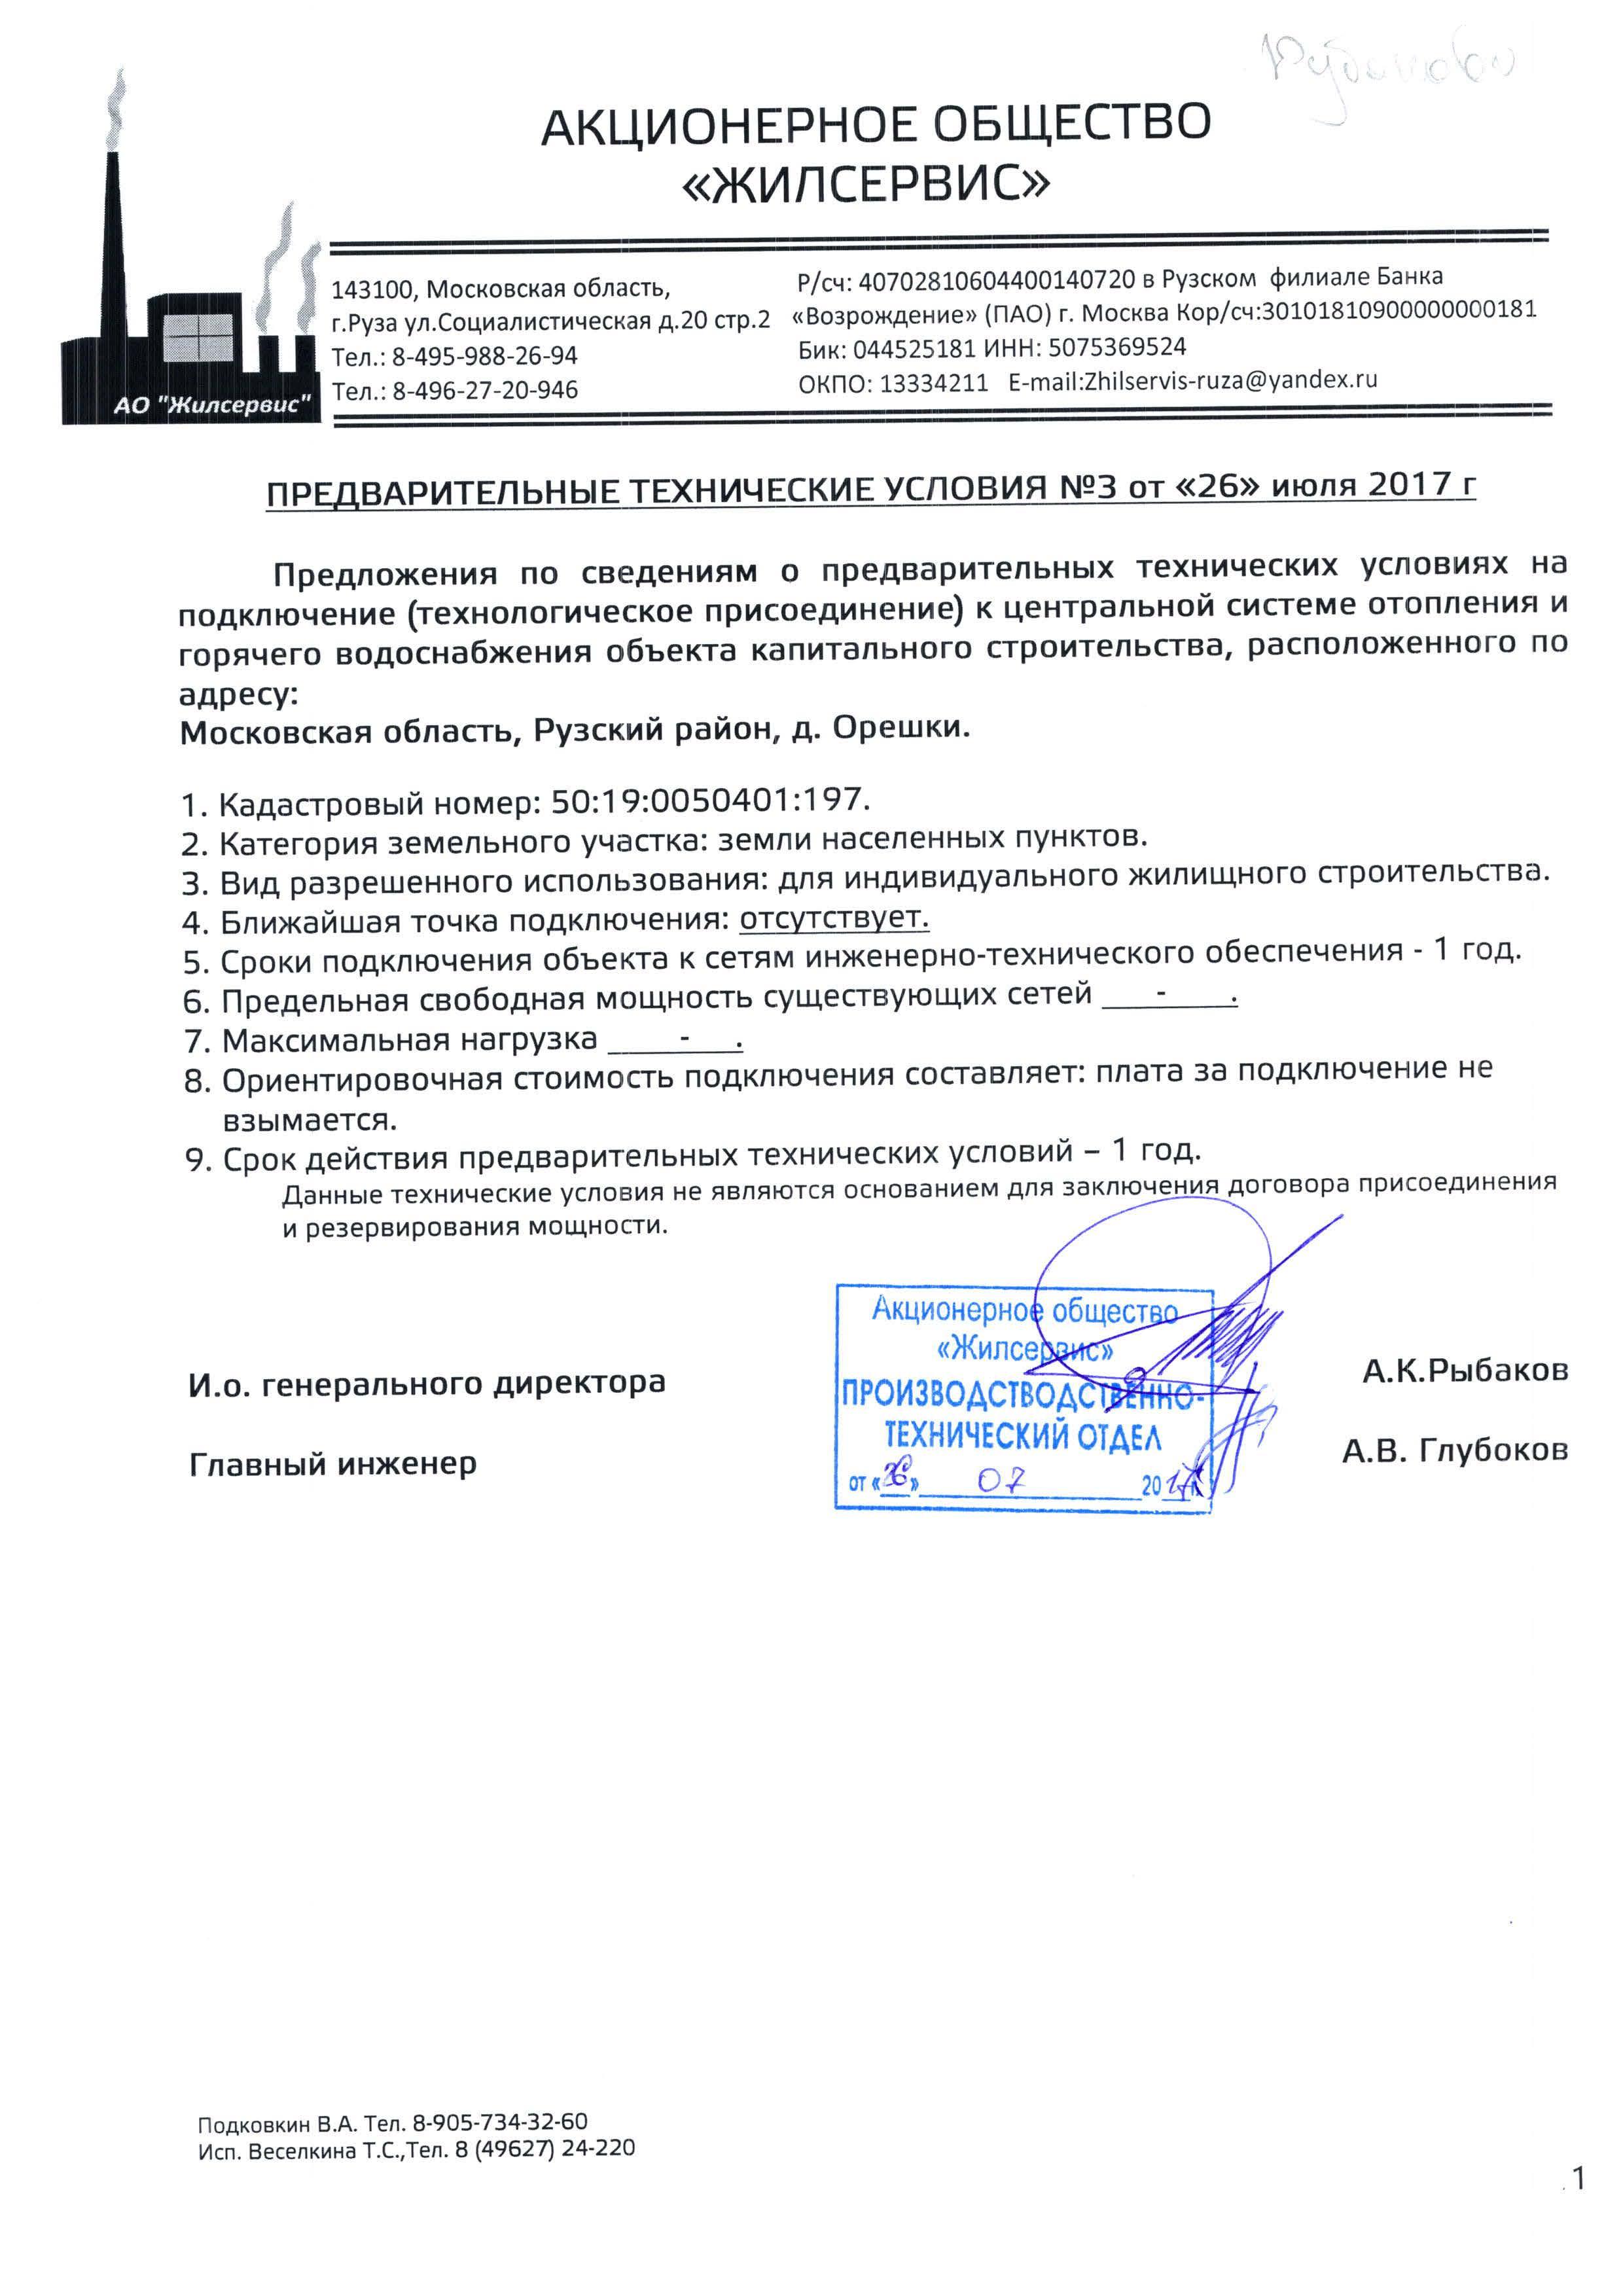 АКЦИОНЕРНОЕ ОБЩЕСТВО
«ЖИЛСЕРВИС»
АО "Жилсервис"
143100, Московская область,
г.Руза ул.Социалистическая д.20 стр.2
Тел.: 8-495-988-26-94
Тел.: 8-496-27-20-946
Р/сч: 40702810604400140720 в Рузском филиале Банка
«Возрождение» (ПАО) г. Москва Кор/сч:30101810900000000181
Бик: 044525181 ИНН: 5075369524
ОКПО: 13334211 E-mail:Zhilservis-ruza@yandex.ru
ПРЕДВАРИТЕЛЬНЫЕ ТЕХНИЧЕСКИЕ УСЛОВИЯ №3 от «26» июля 2017 г
Предложения по сведениям о предварительных технических условиях на
подключение (технологическое присоединение) к центральной системе отопления и
горячего водоснабжения объекта капитального строительства, расположенного по
адресу:
Московская область, Рузский район, д. Орешки.
1. Кадастровый номер: 50:19:0050401:197.
2. Категория земельного участка: земли населенных пунктов.
3. Вид разрешенного использования: для индивидуального жилищного строительства.
4. Ближайшая точка подключения: отсутствует.
5. Сроки подключения объекта к сетям инженерно-технического обеспечения - 1 год.
6. Предельная свободная мощность существующих сетей ___-___.
7. Максимальная нагрузка ___-___.
8. Ориентировочная стоимость подключения составляет: плата за подключение не
взымается.
9. Срок действия предварительных технических условий – 1 год.
Данные технические условия не являются основанием для заключения договора присоединения
и резервирования мощности.
Акционерное общество
«Жилсервис»
ПРОИЗВОДСТВОДСТВЕННО-
ТЕХНИЧЕСКИЙ ОТДЕЛ
от «26» 07 2017г.
И.о. генерального директора А.К.Рыбаков
Главный инженер А.В. Глубоков
Подковкин В.А. Тел. 8-905-734-32-60
Исп. Веселкина Т.С.,Тел. 8 (49627) 24-220
1